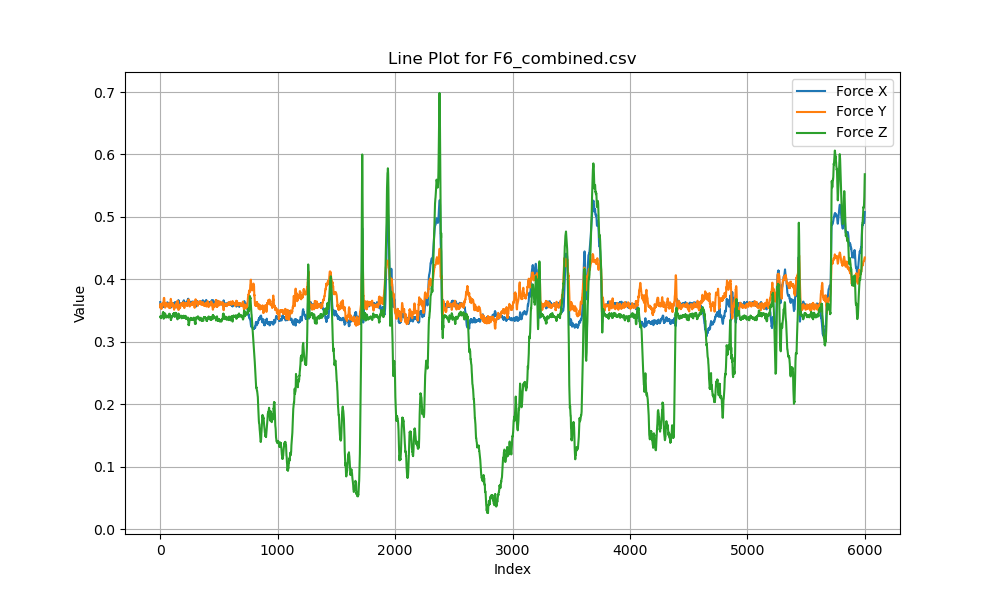 Line Plot for F6_combined.csv
Force X
Force Y
Force Z
Value
0.7
0.6
0.5
0.4
0.3
0.2
0.1
0.0
0 1000 2000 3000 4000 5000 6000
Index